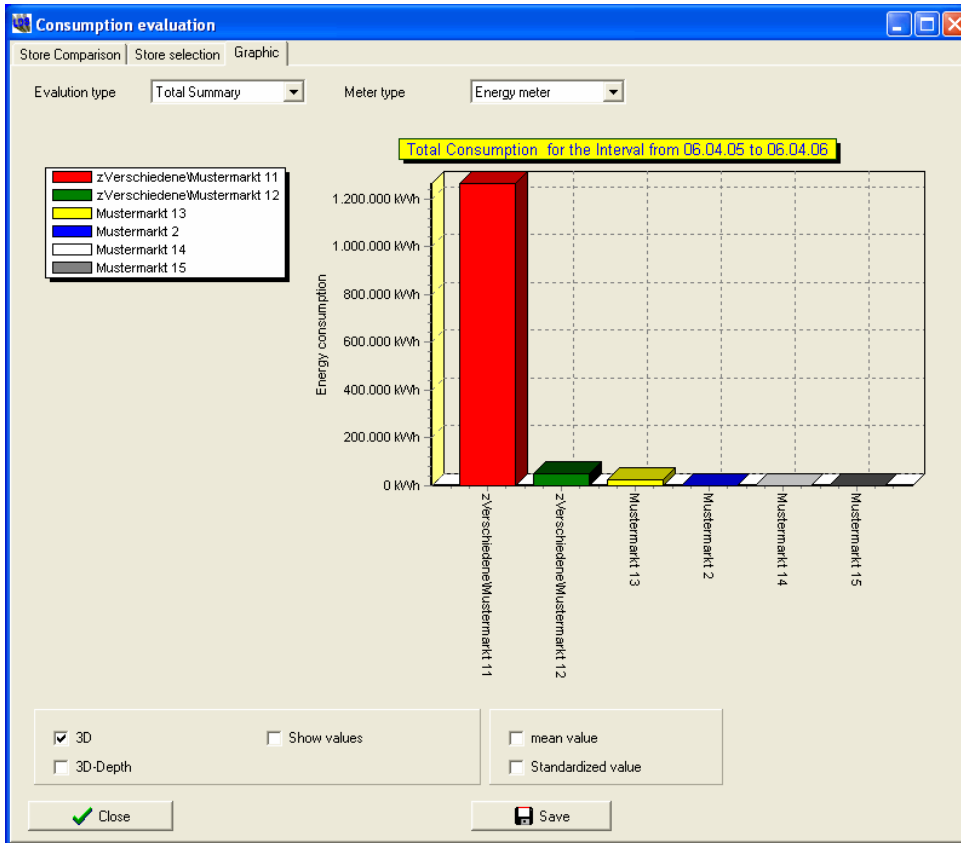 LDS Consumption evaluation
Store Comparison Store selection Graphic
Evalution type Total Summary Meter type Energy meter
Total Consumption for the Interval from 06.04.05 to 06.04.06
zVerschiedene\Mustermarkt 11
zVerschiedene\Mustermarkt 12
Mustermarkt 13
Mustermarkt 2
Mustermarkt 14
Mustermarkt 15
Energy consumption
1.200.000 kWh
1.000.000 kWh
800.000 kWh
600.000 kWh
400.000 kWh
200.000 kWh
0 kWh
zVerschiedene\Mustermarkt 11
zVerschiedene\Mustermarkt 12
Mustermarkt 13
Mustermarkt 2
Mustermarkt 14
Mustermarkt 15
3D Show values mean value
3D-Depth Standardized value
Close Save